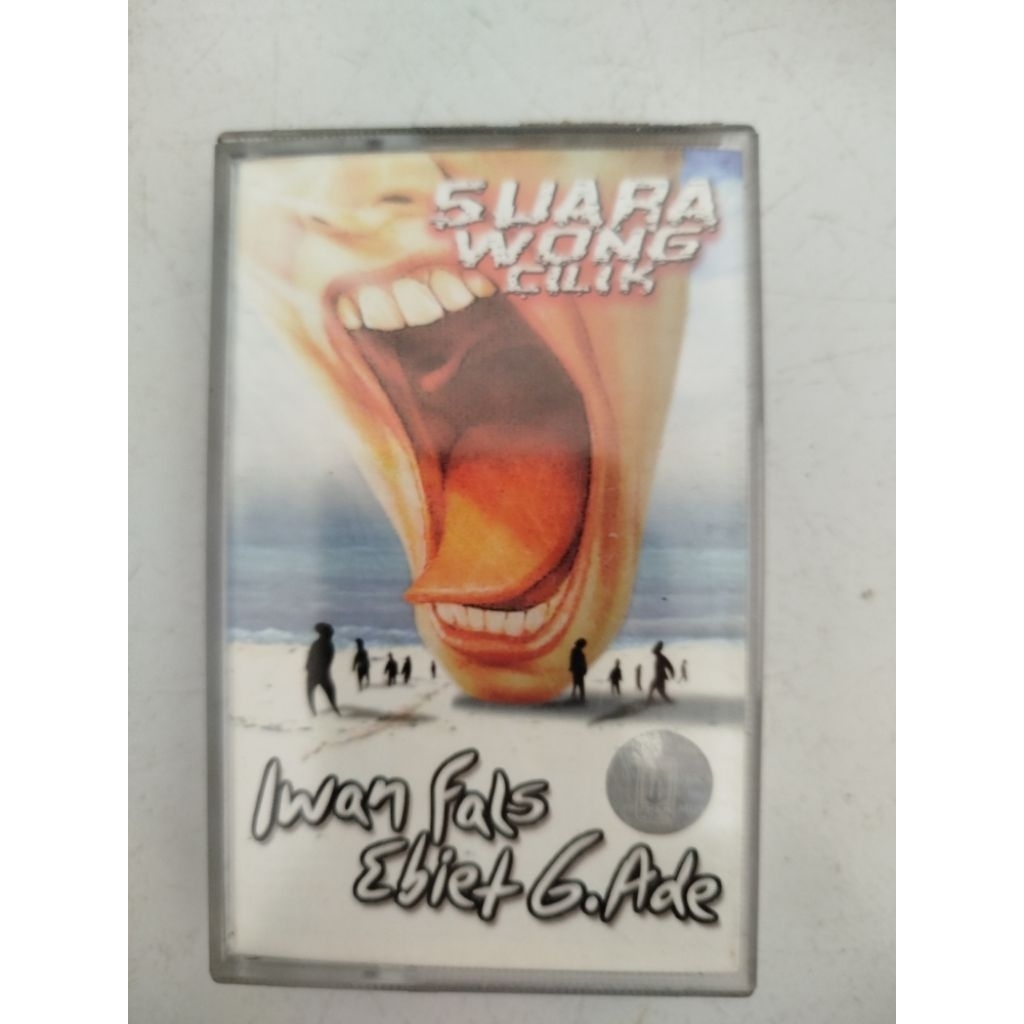 SUARA
WONG
CILIK
Iwan Fals
Ebiet G. Ade